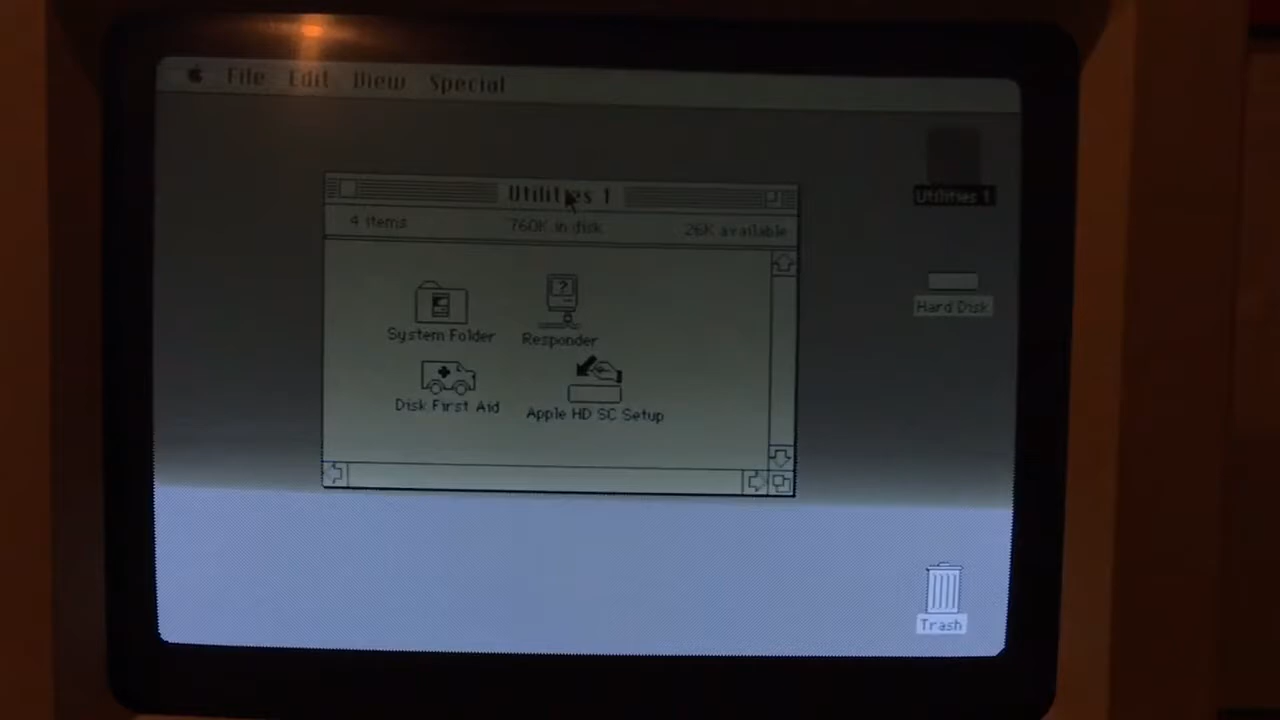 File Edit View Special
Utilities 1
4 items 760K in disk 26K available
System Folder
Responder
Disk First Aid
Apple HD SC Setup
Utilities 1
Hard Disk
Trash